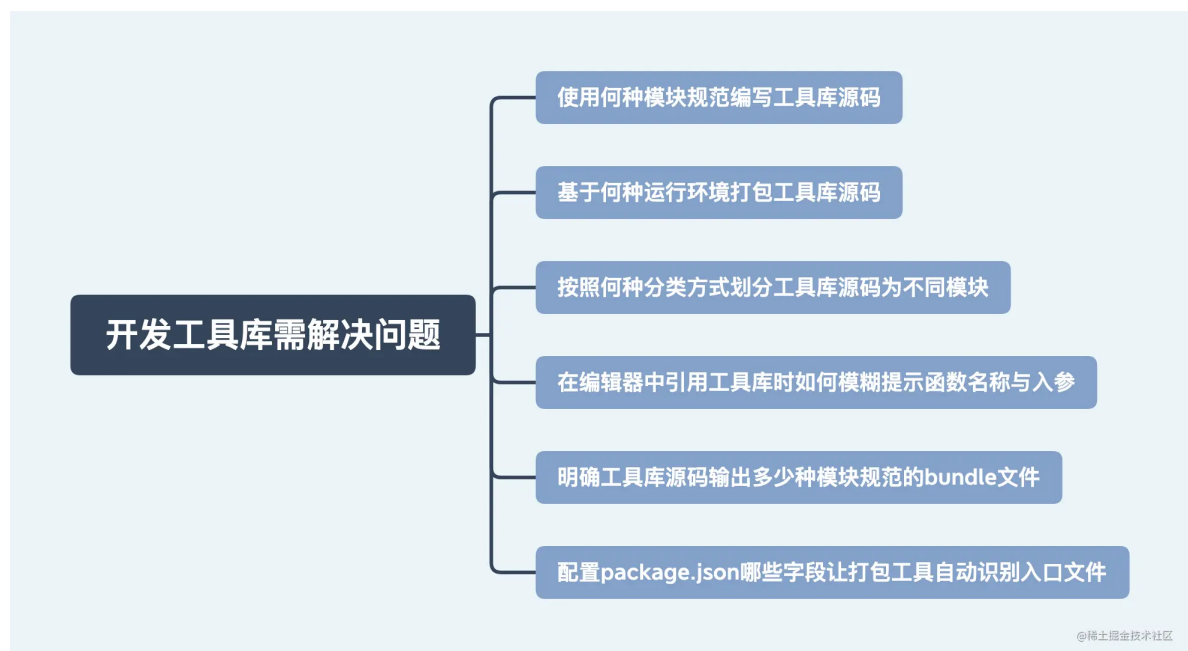 使用何种模块规范编写工具库源码
基于何种运行环境打包工具库源码
按照何种分类方式划分工具库源码为不同模块
开发工具库需解决问题
在编辑器中引用工具库时如何模糊提示函数名称与入参
明确工具库源码输出多少种模块规范的bundle文件
配置package.json哪些字段让打包工具自动识别入口文件
@稀土掘金技术社区